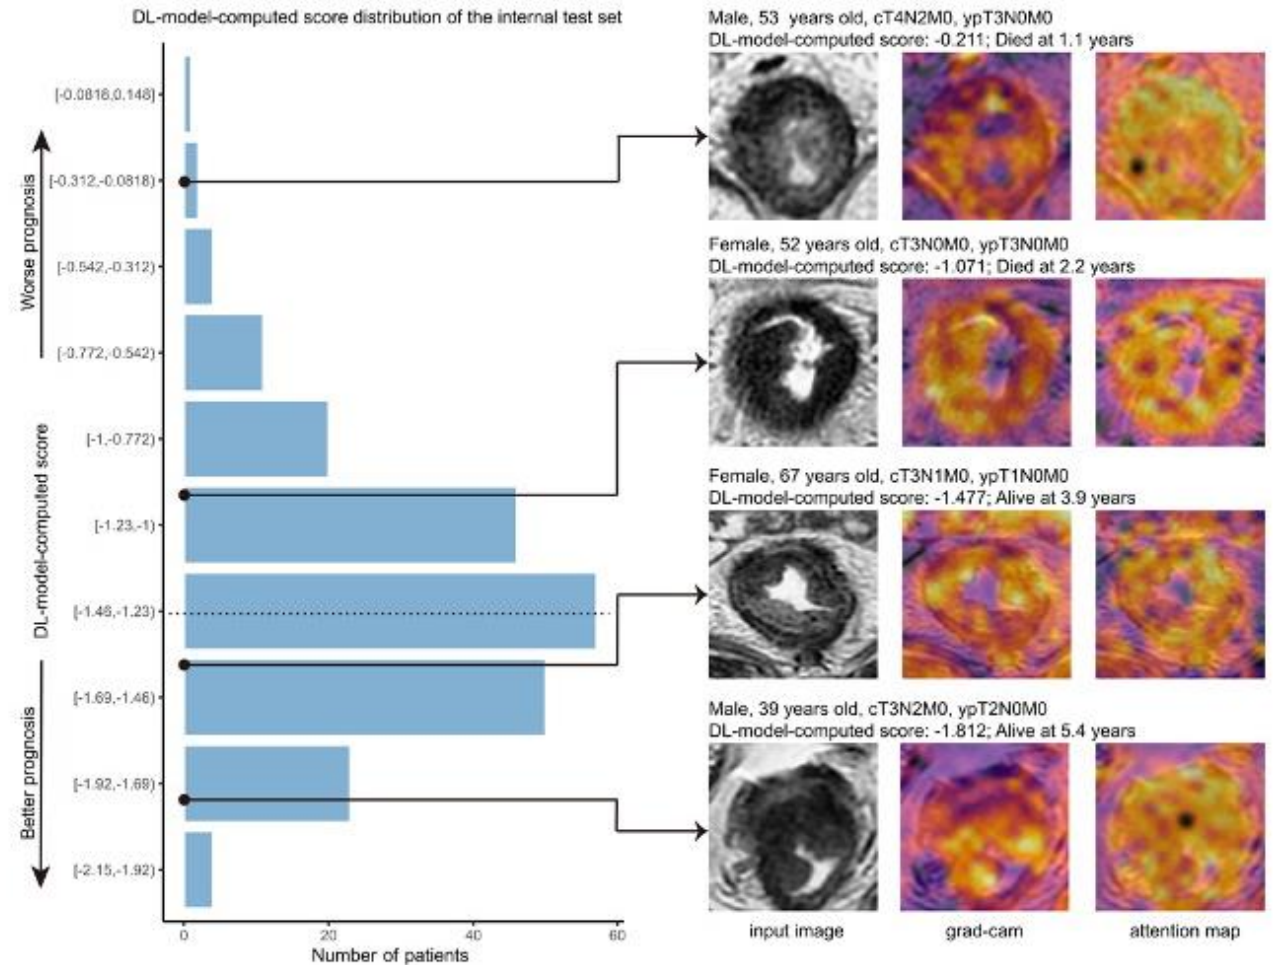 DL-model-computed score distribution of the internal test set
[-0.0818,0.148]
[-0.312,-0.0818)
[-0.542,-0.312)
[-0.772,-0.542)
[-1,-0.772)
[-1.23,-1)
[-1.46,-1.23)
[-1.69,-1.46)
[-1.92,-1.69)
[-2.15,-1.92)
Worse prognosis
DL-model-computed score
Better prognosis
0
20
40
60
Number of patients
Male, 53 years old, cT4N2M0, ypT3N0M0
DL-model-computed score: -0.211; Died at 1.1 years
Female, 52 years old, cT3N0M0, ypT3N0M0
DL-model-computed score: -1.071; Died at 2.2 years
Female, 67 years old, cT3N1M0, ypT1N0M0
DL-model-computed score: -1.477; Alive at 3.9 years
Male, 39 years old, cT3N2M0, ypT2N0M0
DL-model-computed score: -1.812; Alive at 5.4 years
input image
grad-cam
attention map